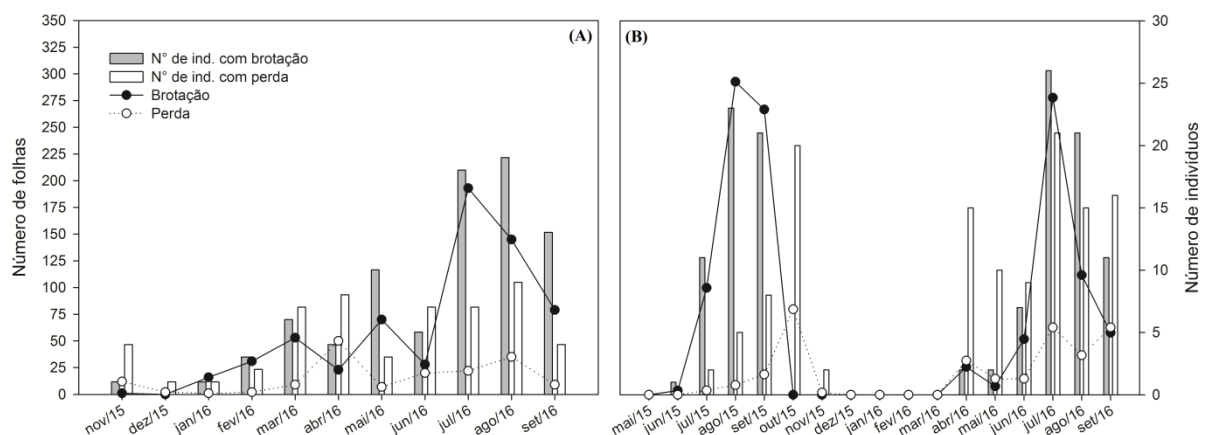 350
325
300
275
250
225
200
175
150
125
100
75
50
25
0
Número de folhas
(A)
N° de ind. com brotação
N° de ind. com perda
Brotação
Perda
nov/15
dez/15
jan/16
fev/16
mar/16
abr/16
mai/16
jun/16
jul/16
ago/16
set/16
(B)
mai/15
jun/15
jul/15
ago/15
set/15
out/15
nov/15
dez/15
jan/16
fev/16
mar/16
abr/16
mai/16
jun/16
jul/16
ago/16
set/16
30
25
20
15
10
5
0
Número de indivíduos